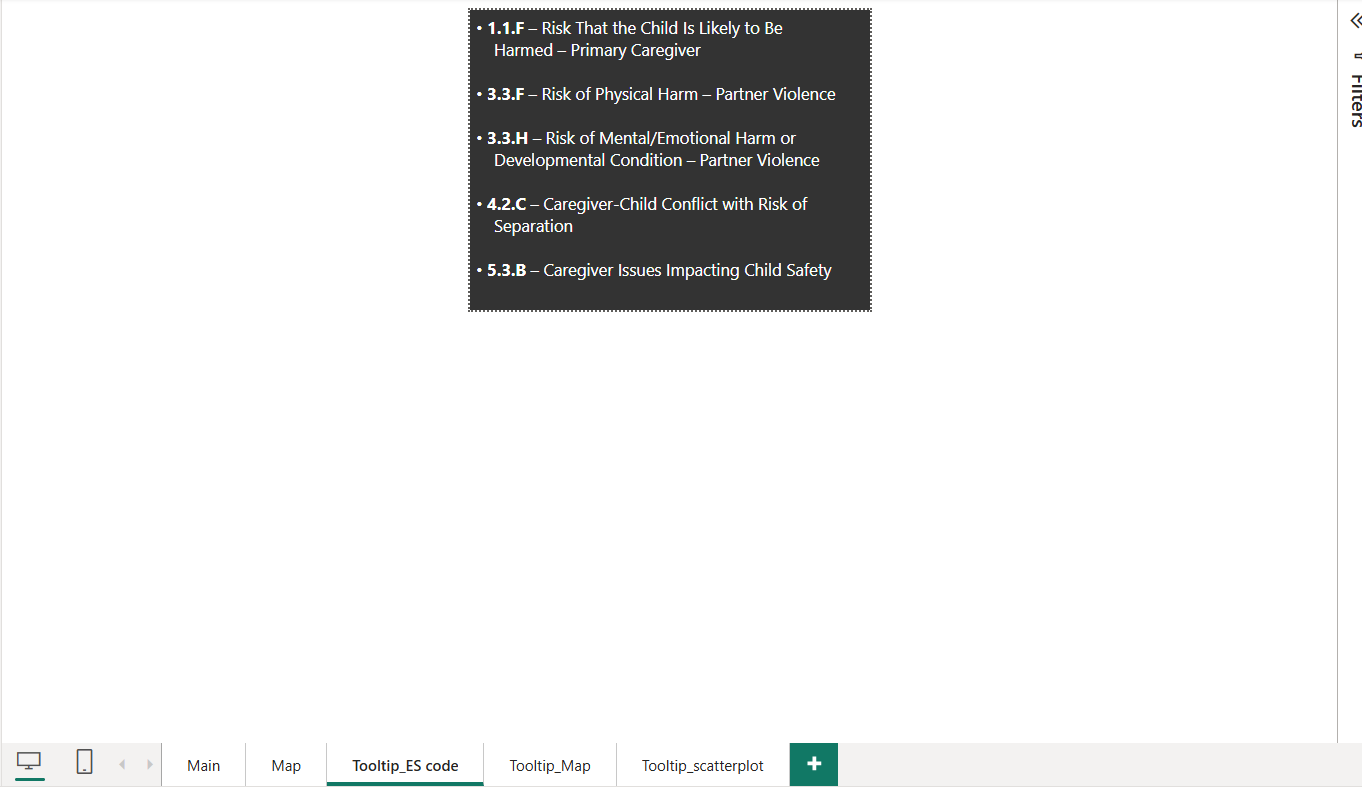 • 1.1.F – Risk That the Child Is Likely to Be
Harmed – Primary Caregiver
• 3.3.F – Risk of Physical Harm – Partner Violence
• 3.3.H – Risk of Mental/Emotional Harm or
Developmental Condition – Partner Violence
• 4.2.C – Caregiver-Child Conflict with Risk of
Separation
• 5.3.B – Caregiver Issues Impacting Child Safety
Filters
Main
Map
Tooltip_ES code
Tooltip_Map
Tooltip_scatterplot